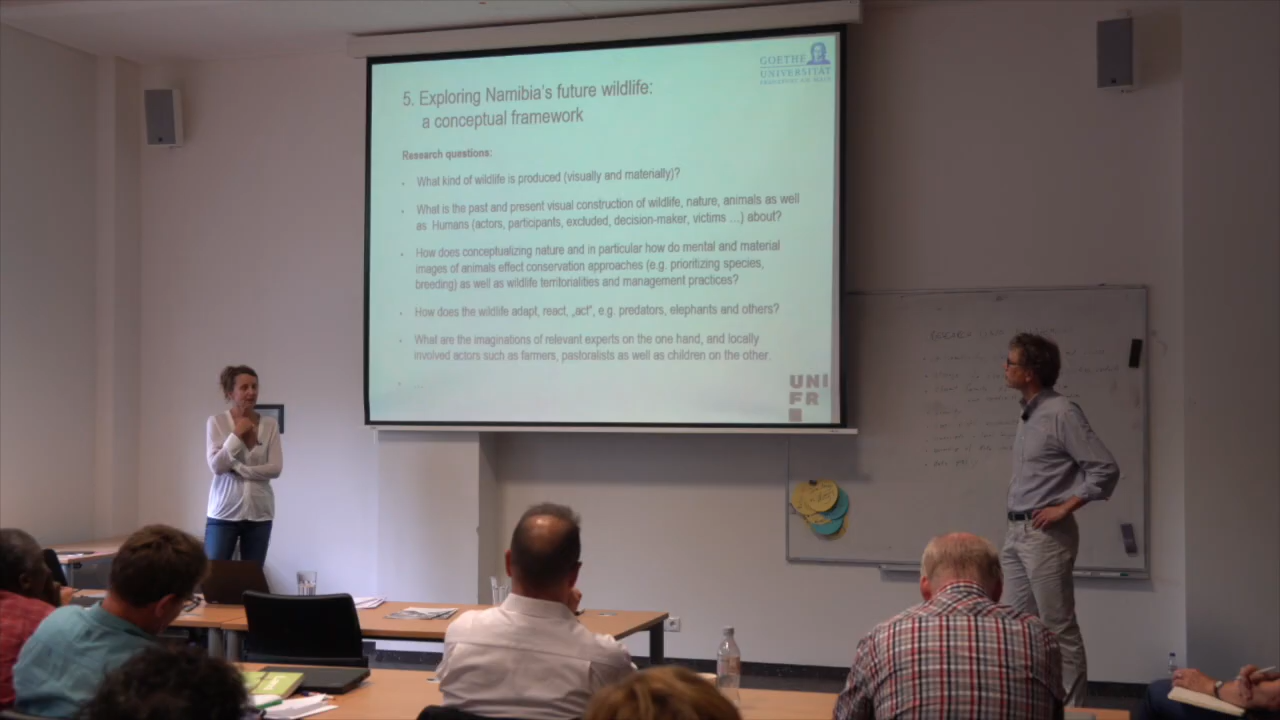 GOETHE
UNIVERSITÄT
FRANKFURT AM MAIN
5. Exploring Namibia's future wildlife:
a conceptual framework
Research questions:
What kind of wildlife is produced (visually and materially)?
What is the past and present visual construction of wildlife, nature, animals as well
as Humans (actors, participants, excluded, decision-maker, victims …) about?
How does conceptualizing nature and in particular how do mental and material
images of animals effect conservation approaches (e.g. prioritizing species,
breeding) as well as wildlife territorialities and management practices?
How does the wildlife adapt, react, „act", e.g. predators, elephants and others?
What are the imaginations of relevant experts on the one hand, and locally
involved actors such as farmers, pastoralists as well as children on the other.
UNI
FR